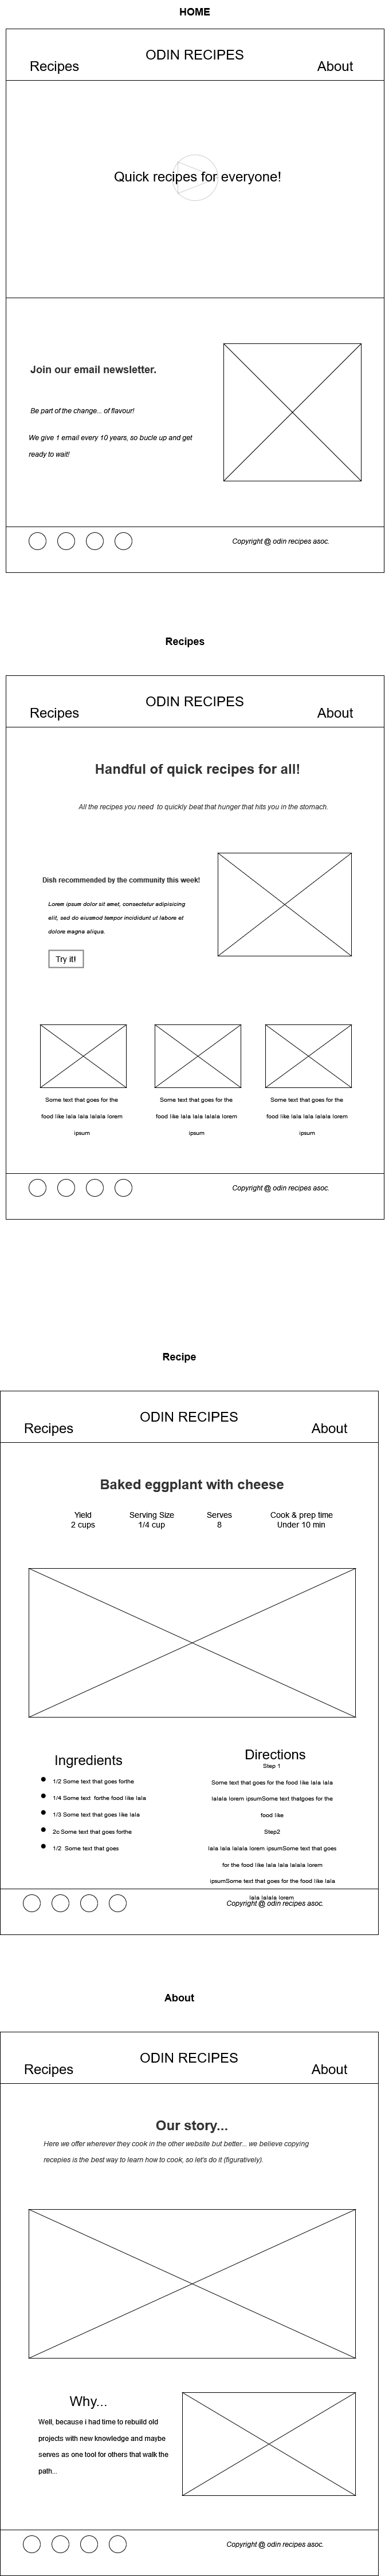 HOME
ODIN RECIPES
Recipes
About
Quick recipes for everyone!
Join our email newsletter.
Be part of the change... of flavour!
We give 1 email every 10 years, so bucle up and get
ready to wait!
Copyright @ odin recipes asoc.
Recipes
ODIN RECIPES
Recipes
About
Handful of quick recipes for all!
All the recipes you need to quickly beat that hunger that hits you in the stomach.
Dish recommended by the community this week!
Lorem ipsum dolor sit amet, consectetur adipisicing
elit, sed do eiusmod tempor incididunt ut labore et
dolore magna aliqua.
Try it!
Some text that goes for the
food like lala lala lalala lorem
ipsum
Some text that goes for the
food like lala lala lalala lorem
ipsum
Some text that goes for the
food like lala lala lalala lorem
ipsum
Copyright @ odin recipes asoc.
Recipe
ODIN RECIPES
Recipes
About
Baked eggplant with cheese
Yield
2 cups
Serving Size
1/4 cup
Serves
8
Cook & prep time
Under 10 min
Ingredients
1/2 Some text that goes forthe
1/4 Some text forthe food like lala
1/3 Some text that goes like lala
2c Some text that goes forthe
1/2 Some text that goes
Directions
Step 1
Some text that goes for the food like lala lala
lalala lorem ipsumSome text thatgoes for the
food like
Step2
lala lala lalala lorem ipsumSome text that goes
for the food like lala lala lalala lorem
ipsumSome text that goes for the food like lala
lala lalala lorem
Copyright @ odin recipes asoc.
About
ODIN RECIPES
Recipes
About
Our story...
Here we offer wherever they cook in the other website but better... we believe copying
recepies is the best way to learn how to cook, so let's do it (figuratively).
Why...
Well, because i had time to rebuild old
projects with new knowledge and maybe
serves as one tool for others that walk the
path...
Copyright @ odin recipes asoc.